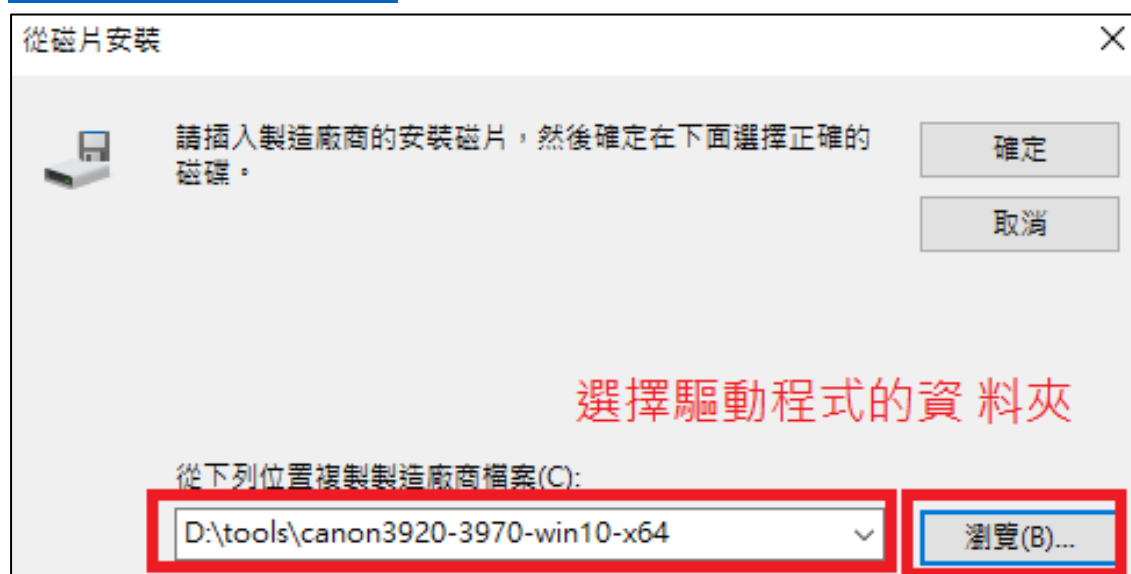 從磁片安裝
請插入製造廠商的安裝磁片，然後確定在下面選擇正確的
磁碟。
確定
取消
選擇驅動程式的資 料夾
從下列位置複製製造廠商檔案(C):
D:\tools\canon3920-3970-win10-x64
瀏覽(B)...